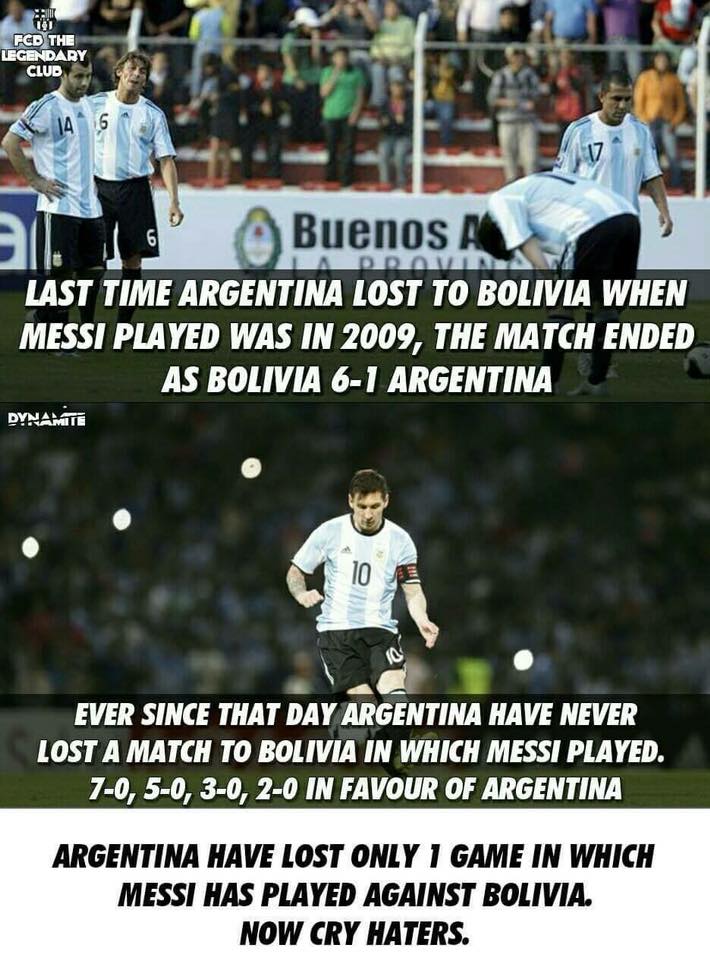 FCD THE
LEGENDARY
CLUB
14
6
6
17
Buenos A
LA PROVINC
LAST TIME ARGENTINA LOST TO BOLIVIA WHEN
MESSI PLAYED WAS IN 2009, THE MATCH ENDED
AS BOLIVIA 6-1 ARGENTINA
DYNAMITE
10
10
EVER SINCE THAT DAY ARGENTINA HAVE NEVER
LOST A MATCH TO BOLIVIA IN WHICH MESSI PLAYED.
7-0, 5-0, 3-0, 2-0 IN FAVOUR OF ARGENTINA
ARGENTINA HAVE LOST ONLY 1 GAME IN WHICH
MESSI HAS PLAYED AGAINST BOLIVIA.
NOW CRY HATERS.